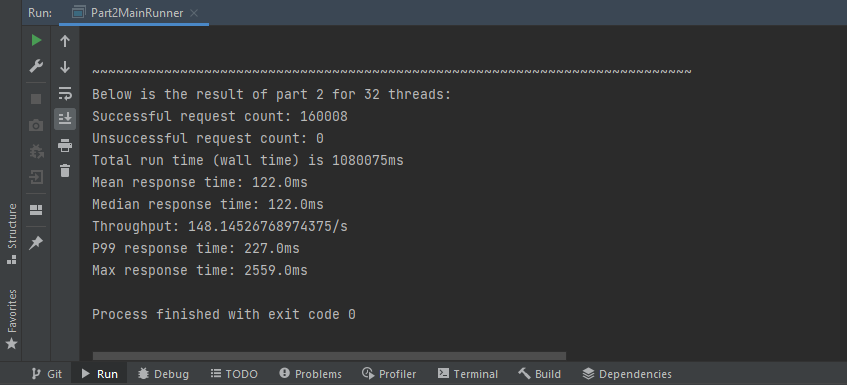 Run: Part2MainRunner
~~~~~~~~~~~~~~~~~~~~~~~~~~~~~~~~~~~~~~~~~~~~~~~~~~~~~~~~~~~~~~~~~~~~~~~~~~~
Below is the result of part 2 for 32 threads:
Successful request count: 160008
Unsuccessful request count: 0
Total run time (wall time) is 1080075ms
Mean response time: 122.0ms
Median response time: 122.0ms
Throughput: 148.14526768974375/s
P99 response time: 227.0ms
Max response time: 2559.0ms
Process finished with exit code 0
Structure
Favorites
Git Run Debug TODO Problems Profiler Terminal Build Dependencies